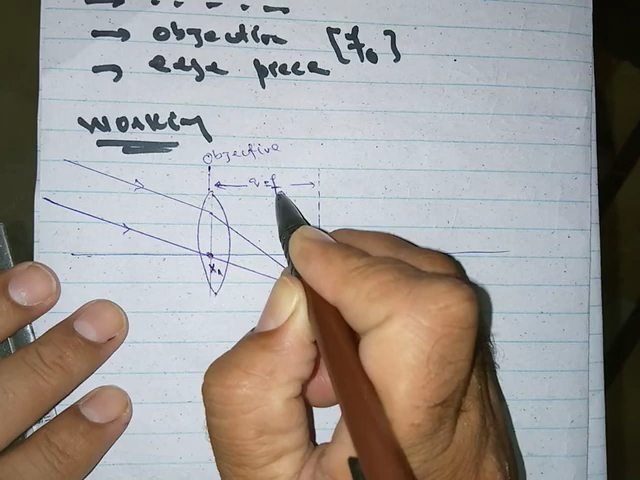 → objective [fo]
→ eye piece
Working
Objective
q=f